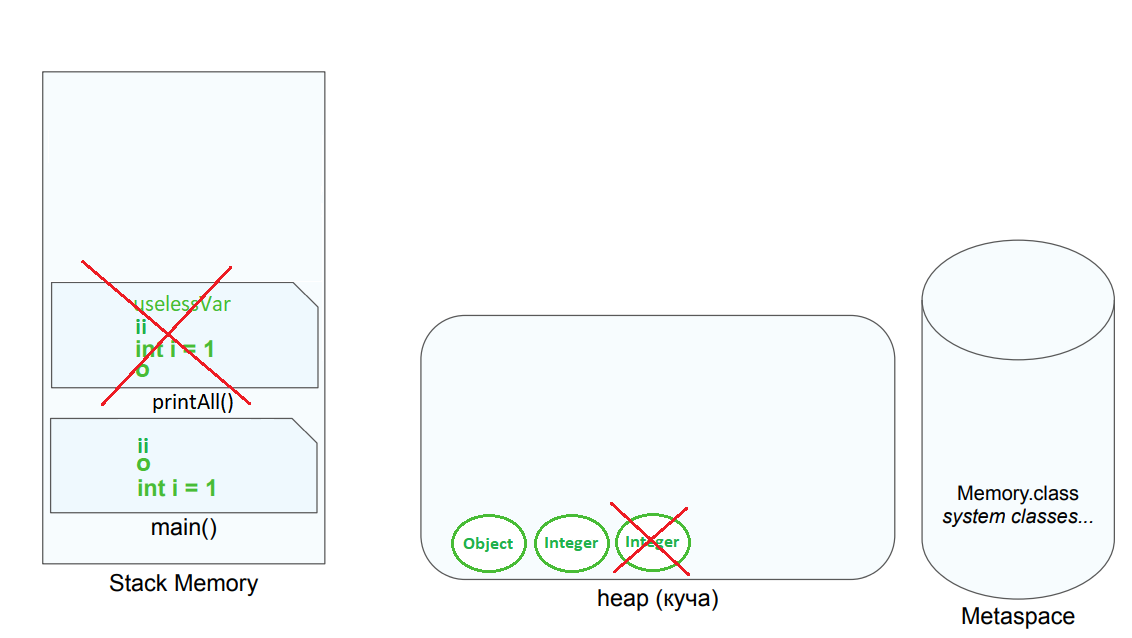 uselessVar
ii
int i = 1
o
printAll()
ii
o
int i = 1
main()
Stack Memory
Object
Integer
Integer
heap (куча)
Memory.class
system classes...
Metaspace